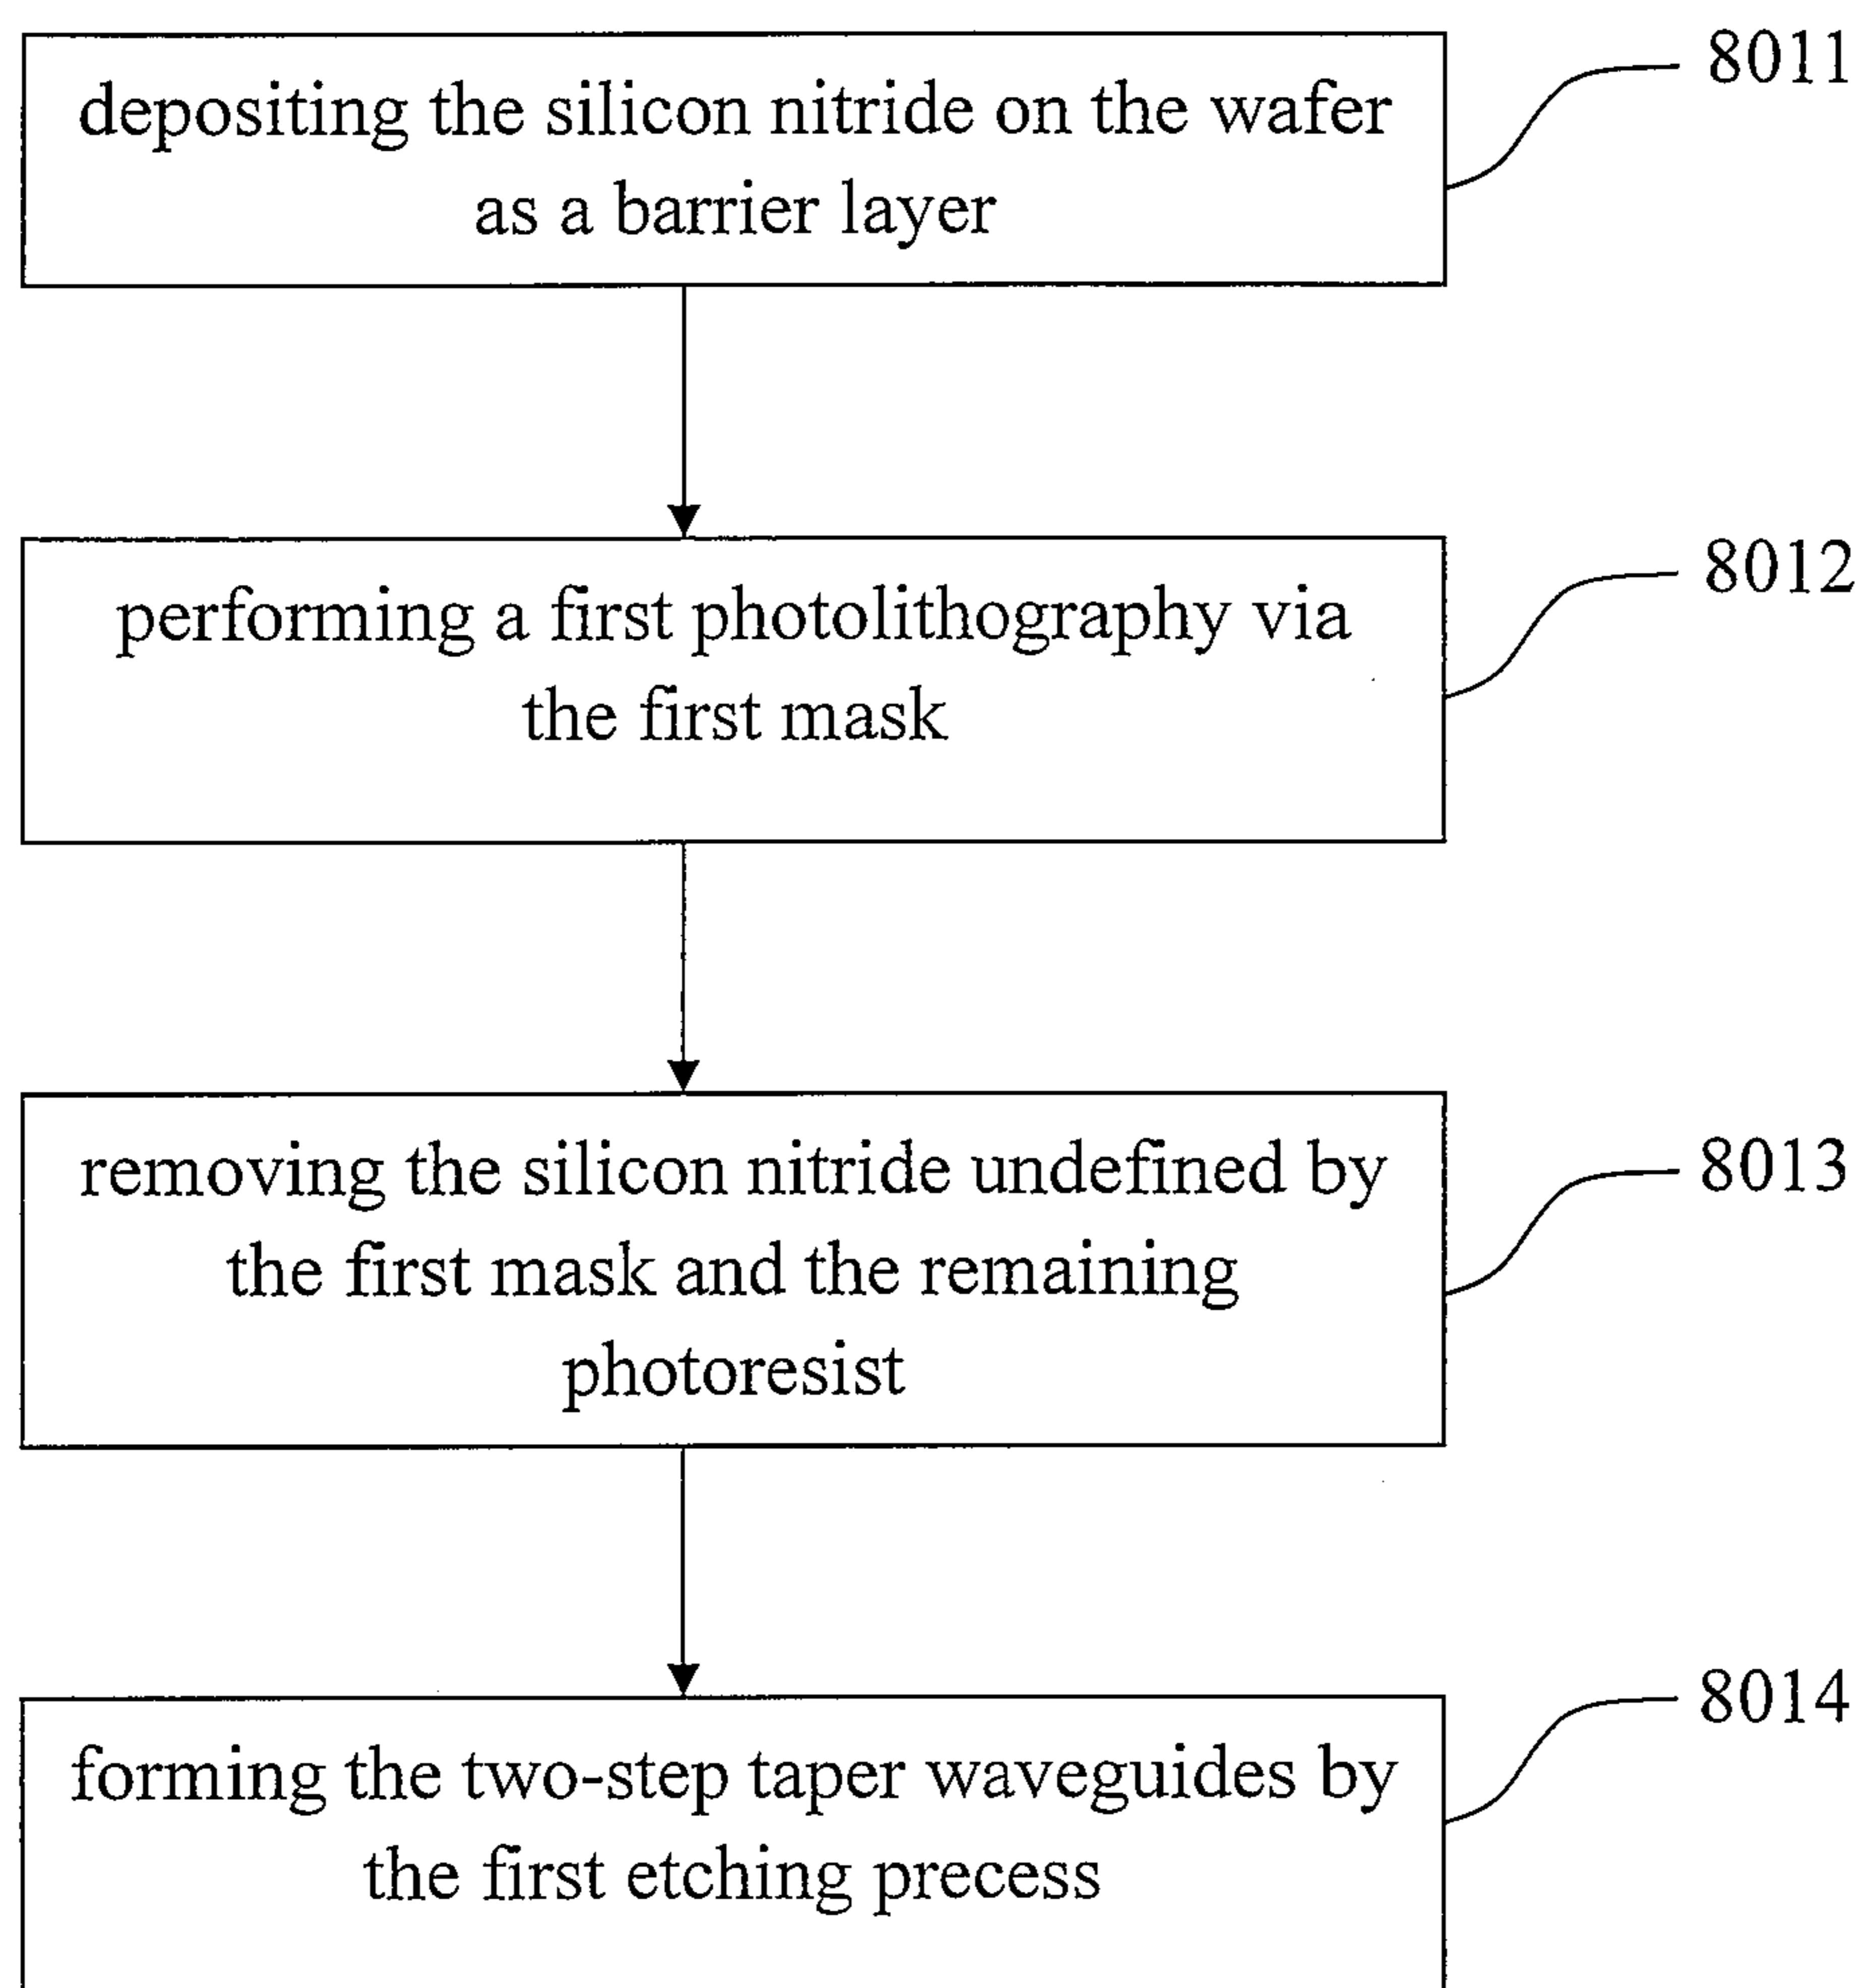 8011
depositing the silicon nitride on the wafer
as a barrier layer
8012
performing a first photolithography via
the first mask
8013
removing the silicon nitride undefined by
the first mask and the remaining
photoresist
8014
forming the two-step taper waveguides by
the first etching precess